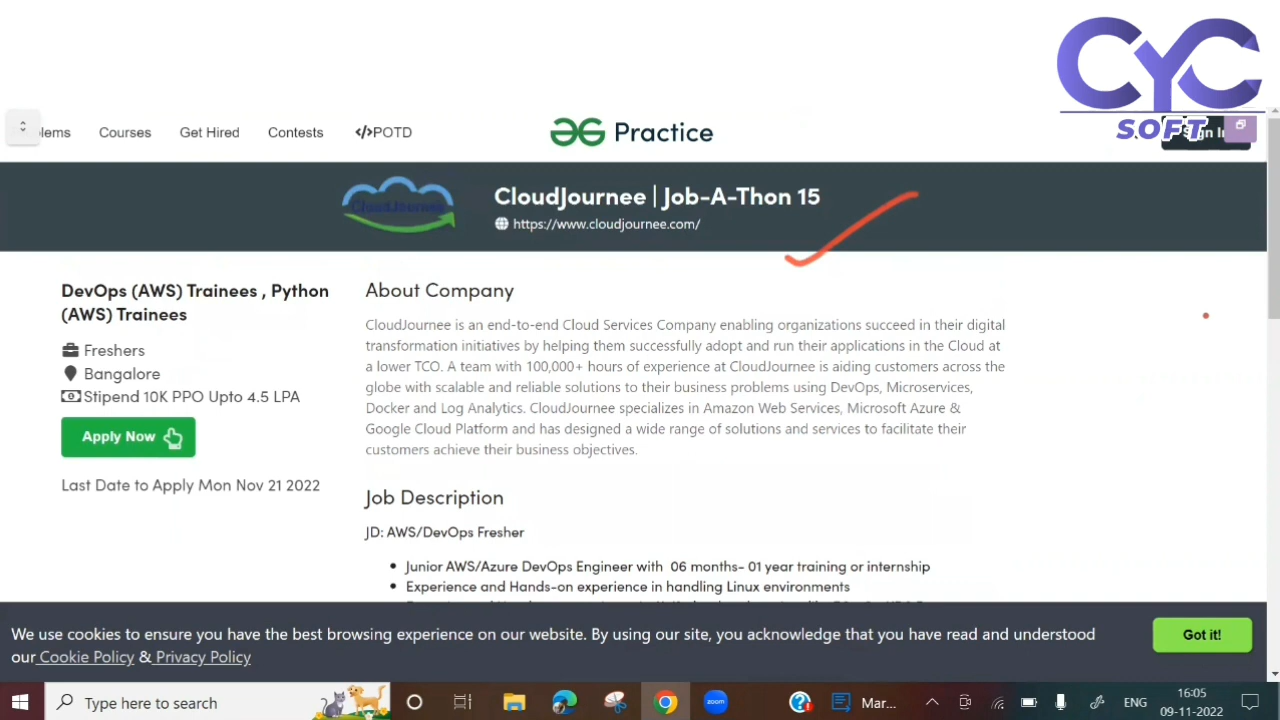 CYC
SOFT
lems
Courses
Get Hired
Contests
</>POTD
Practice
Sign In
CloudJournee
CloudJournee | Job-A-Thon 15
https://www.cloudjournee.com/
DevOps (AWS) Trainees , Python
(AWS) Trainees
Freshers
Bangalore
Stipend 10K PPO Upto 4.5 LPA
Apply Now
Last Date to Apply Mon Nov 21 2022
About Company
CloudJournee is an end-to-end Cloud Services Company enabling organizations succeed in their digital
transformation initiatives by helping them successfully adopt and run their applications in the Cloud at
a lower TCO. A team with 100,000+ hours of experience at CloudJournee is aiding customers across the
globe with scalable and reliable solutions to their business problems using DevOps, Microservices,
Docker and Log Analytics. CloudJournee specializes in Amazon Web Services, Microsoft Azure &
Google Cloud Platform and has designed a wide range of solutions and services to facilitate their
customers achieve their business objectives.
Job Description
JD: AWS/DevOps Fresher
Junior AWS/Azure DevOps Engineer with 06 months- 01 year training or internship
Experience and Hands-on experience in handling Linux environments
We use cookies to ensure you have the best browsing experience on our website. By using our site, you acknowledge that you have read and understood
our Cookie Policy & Privacy Policy
Got it!
Type here to search
zoom
Mar...
ENG
16:05
09-11-2022